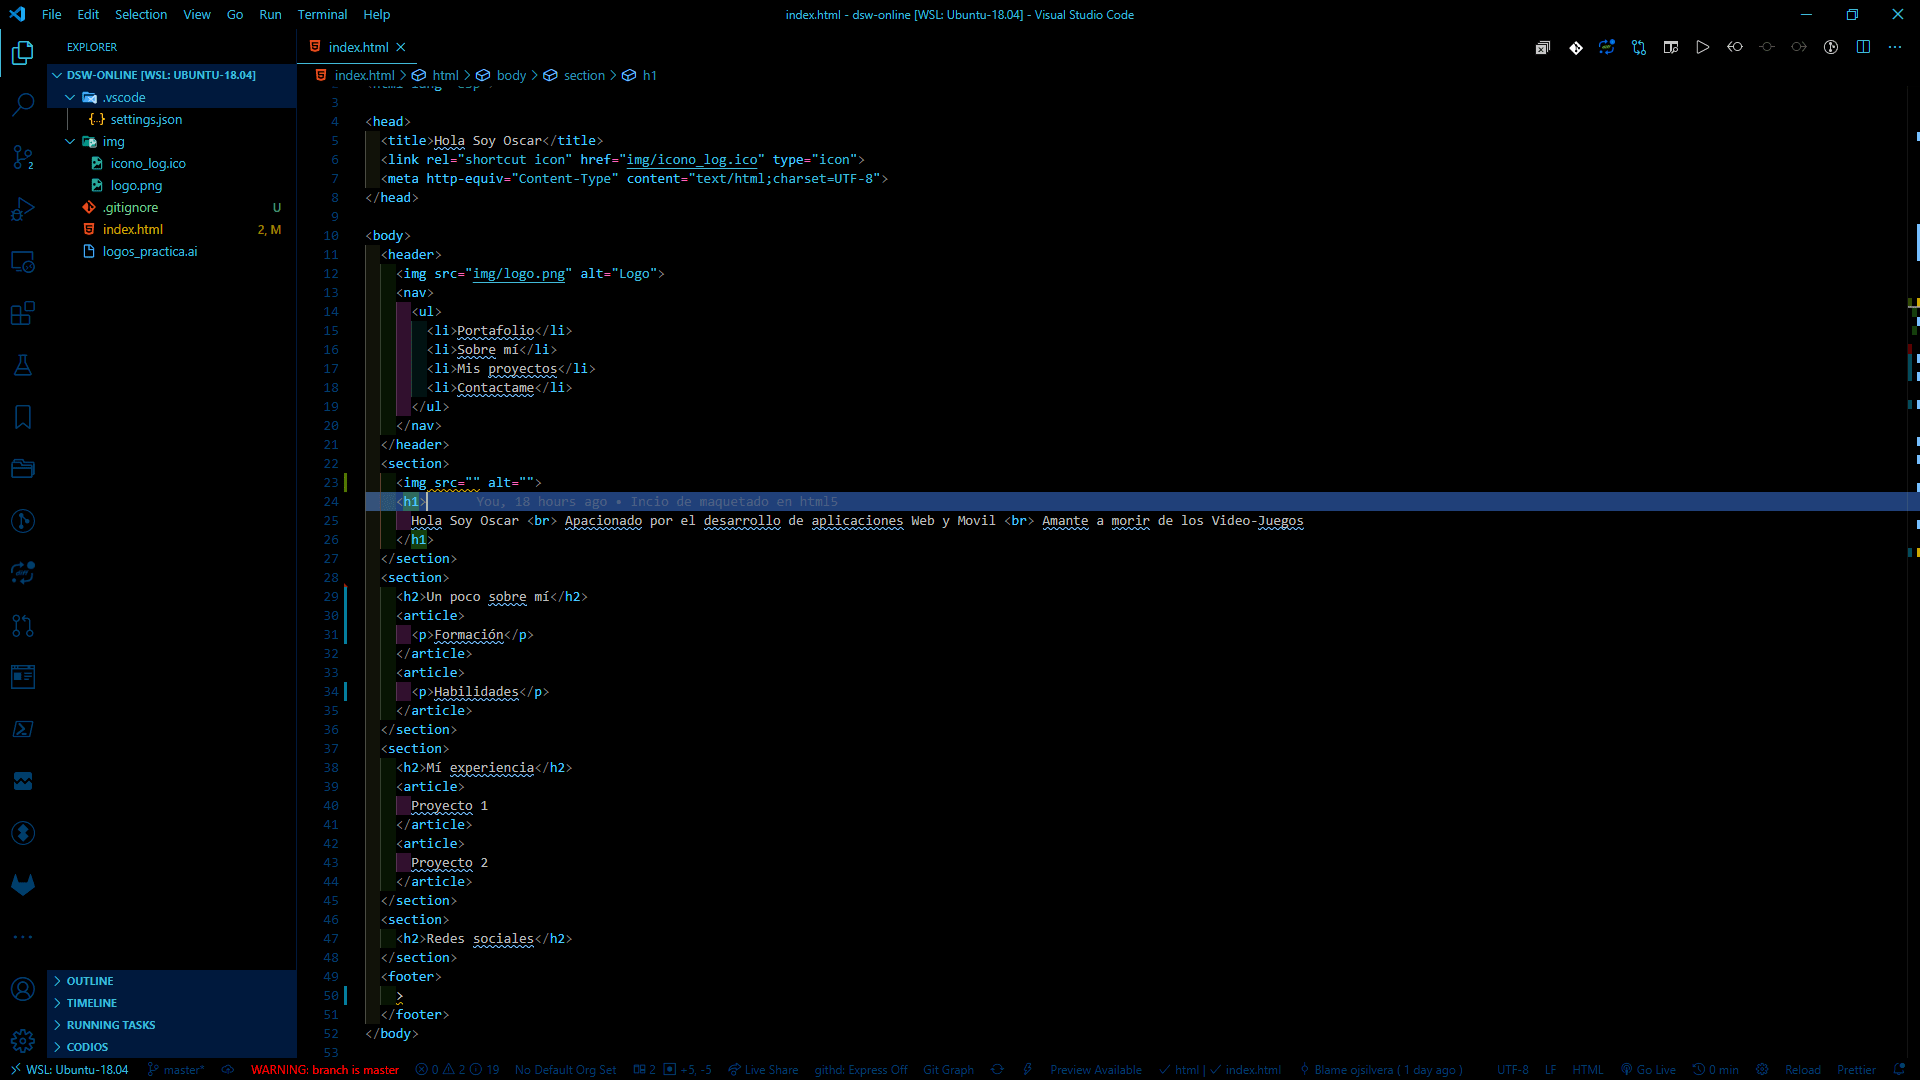 File Edit Selection View Go Run Terminal Help
index.html - dsw-online [WSL: Ubuntu-18.04] - Visual Studio Code
EXPLORER
index.html
DSW-ONLINE [WSL: UBUNTU-18.04]
.vscode
settings.json
img
icono_log.ico
logo.png
.gitignore U
index.html 2, M
logos_practica.ai
index.html > html > body > section > h1
3
4 <head>
5 <title>Hola Soy Oscar</title>
6 <link rel="shortcut icon" href="img/icono_log.ico" type="icon">
7 <meta http-equiv="Content-Type" content="text/html;charset=UTF-8">
8 </head>
9
10 <body>
11 <header>
12 <img src="img/logo.png" alt="Logo">
13 <nav>
14 <ul>
15 <li>Portafolio</li>
16 <li>Sobre mí</li>
17 <li>Mis proyectos</li>
18 <li>Contactame</li>
19 </ul>
20 </nav>
21 </header>
22 <section>
23 <img src="" alt="">
24 <h1> You, 18 hours ago • Incio de maquetado en html5
25 Hola Soy Oscar <br> Apacionado por el desarrollo de aplicaciones Web y Movil <br> Amante a morir de los Video-Juegos
26 </h1>
27 </section>
28 <section>
29 <h2>Un poco sobre mí</h2>
30 <article>
31 <p>Formación</p>
32 </article>
33 <article>
34 <p>Habilidades</p>
35 </article>
36 </section>
37 <section>
38 <h2>Mí experiencia</h2>
39 <article>
40 Proyecto 1
41 </article>
42 <article>
43 Proyecto 2
44 </article>
45 </section>
46 <section>
47 <h2>Redes sociales</h2>
48 </section>
49 <footer>
50 >
51 </footer>
52 </body>
53
OUTLINE
TIMELINE
RUNNING TASKS
CODIOS
WSL: Ubuntu-18.04 master* WARNING: branch is master 0 2 19 No Default Org Set 2 +5, -5 Live Share githd: Express Off Git Graph Preview Available html | index.html Blame ojsilvera ( 1 day ago ) UTF-8 LF HTML Go Live 0 min Reload Prettier